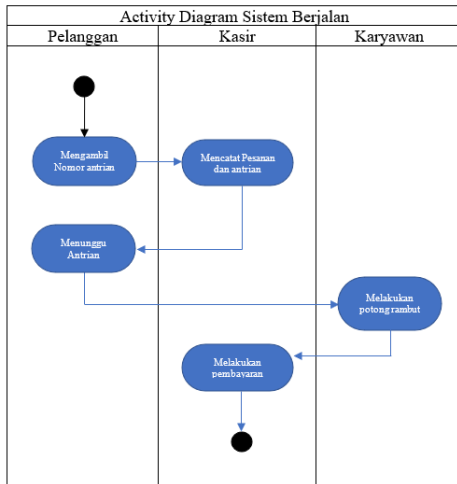 Activity Diagram Sistem Berjalan
Pelanggan
Kasir
Karyawan
Mengambil
Nomor antrian
Mencatat Pesanan
dan antrian
Menunggu
Antrian
Melakukan
potong rambut
Melakukan
pembayaran